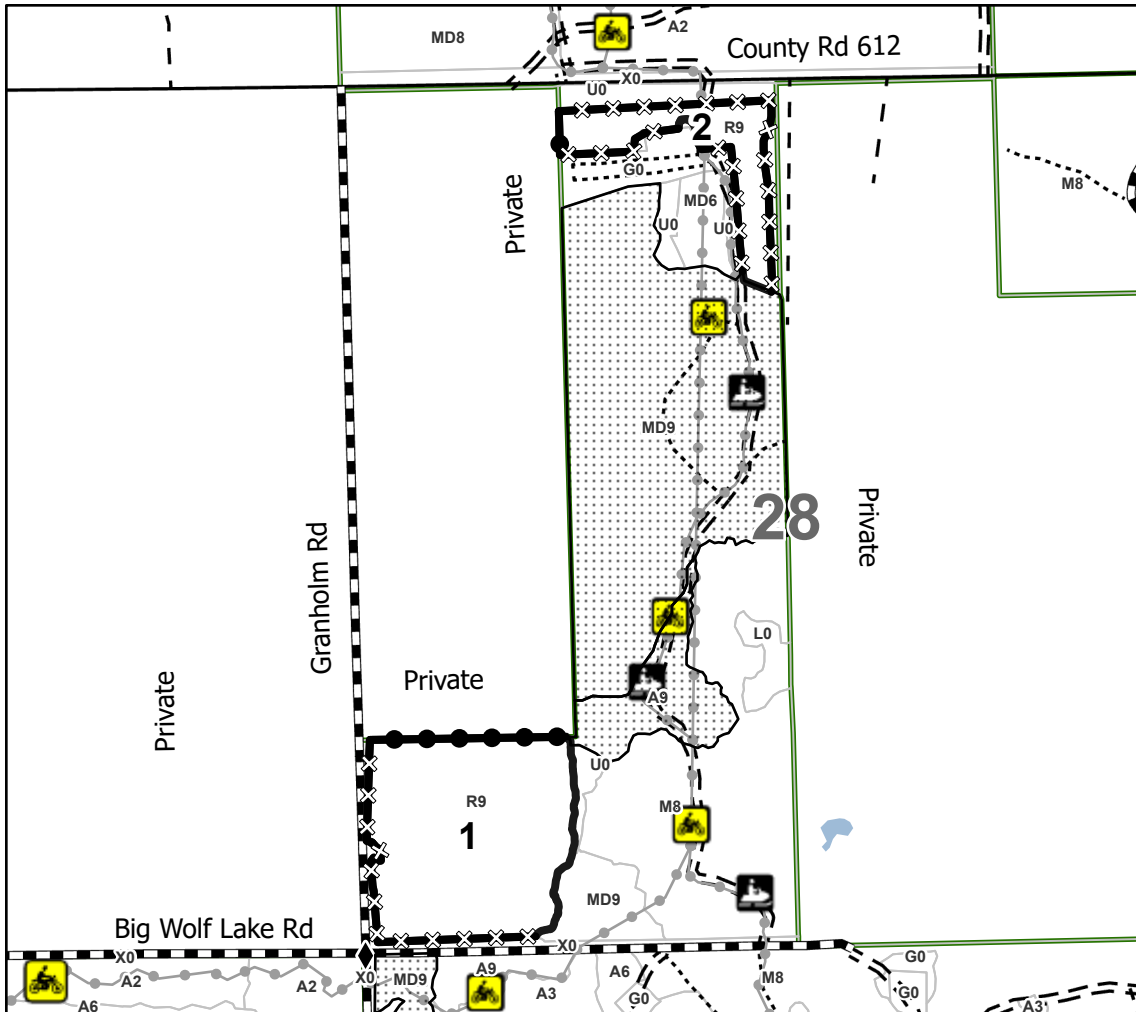 A2
MD8
County Rd 612
X0
U0
2
R9
G0
M8
Private
MD6
U0
U0
MD9
28
Private
Granholm Rd
L0
Private
Private
A9
U0
R9
M8
1
MD9
Big Wolf Lake Rd
X0
X0
A9
A6
G0
A2
A2
X0
MD9
A3
M8
G0
G0
A6
A3